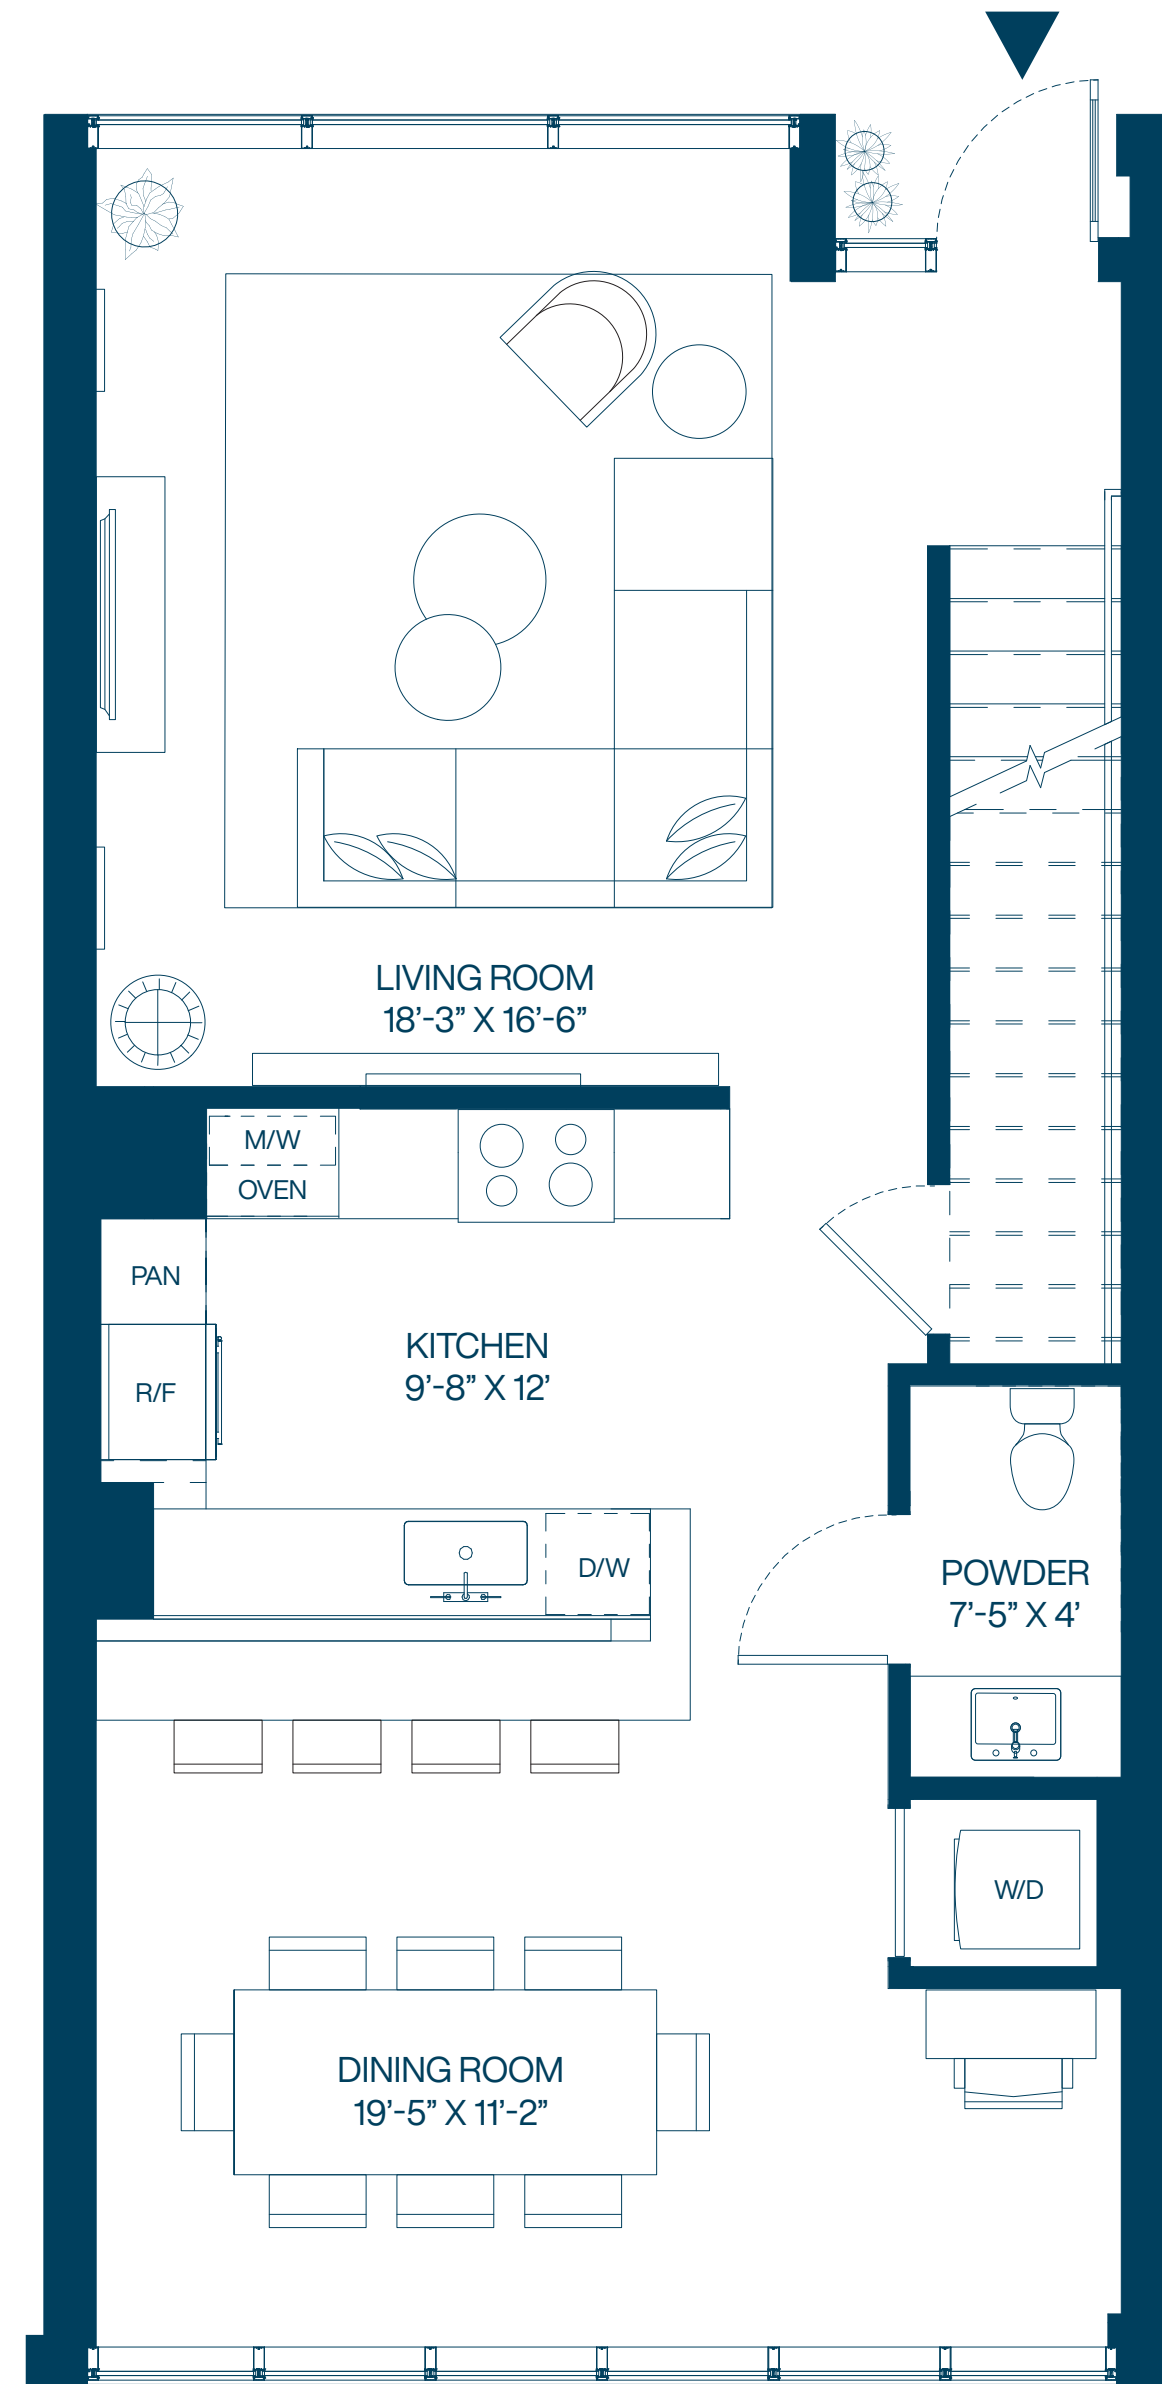 LIVING ROOM
18’-3” X 16’-6”
M/W
OVEN
PAN
R/F
KITCHEN
9’-8” X 12’
D/W
POWDER
7’-5” X 4’
W/D
DINING ROOM
19’-5” X 11’-2”